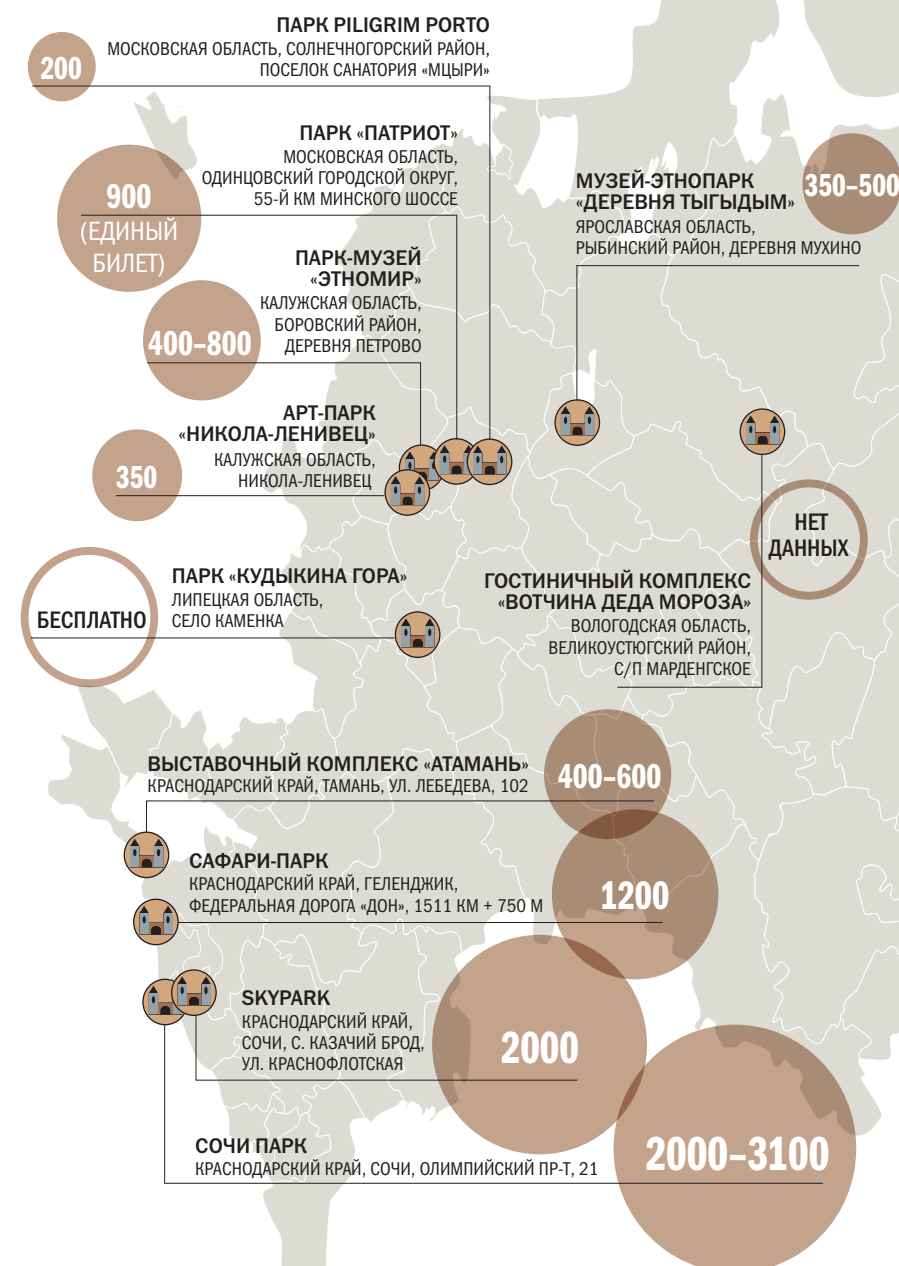 ПАРК PILIGRIM PORTO
МОСКОВСКАЯ ОБЛАСТЬ, СОЛНЕЧНОГОРСКИЙ РАЙОН,
ПОСЕЛОК САНАТОРИЯ «МЦЫРИ»
200
ПАРК «ПАТРИОТ»
МОСКОВСКАЯ ОБЛАСТЬ,
ОДИНЦОВСКИЙ ГОРОДСКОЙ ОКРУГ,
55-Й КМ МИНСКОГО ШОССЕ
900
(ЕДИНЫЙ
БИЛЕТ)
МУЗЕЙ-ЭТНОПАРК
«ДЕРЕВНЯ ТЫГЫДЫМ»
ЯРОСЛАВСКАЯ ОБЛАСТЬ,
РЫБИНСКИЙ РАЙОН, ДЕРЕВНЯ МУХИНО
350–500
ПАРК-МУЗЕЙ
«ЭТНОМИР»
КАЛУЖСКАЯ ОБЛАСТЬ,
БОРОВСКИЙ РАЙОН,
ДЕРЕВНЯ ПЕТРОВО
400–800
АРТ-ПАРК
«НИКОЛА-ЛЕНИВЕЦ»
КАЛУЖСКАЯ ОБЛАСТЬ,
НИКОЛА-ЛЕНИВЕЦ
350
НЕТ
ДАННЫХ
ГОСТИНИЧНЫЙ КОМПЛЕКС
«ВОТЧИНА ДЕДА МОРОЗА»
ВОЛОГОДСКАЯ ОБЛАСТЬ,
ВЕЛИКОУСТЮГСКИЙ РАЙОН,
С/П МАРДЕНГСКОЕ
ПАРК «КУДЫКИНА ГОРА»
ЛИПЕЦКАЯ ОБЛАСТЬ,
СЕЛО КАМЕНКА
БЕСПЛАТНО
ВЫСТАВОЧНЫЙ КОМПЛЕКС «АТАМАНЬ»
КРАСНОДАРСКИЙ КРАЙ, ТАМАНЬ, УЛ. ЛЕБЕДЕВА, 102
400–600
САФАРИ-ПАРК
КРАСНОДАРСКИЙ КРАЙ, ГЕЛЕНДЖИК,
ФЕДЕРАЛЬНАЯ ДОРОГА «ДОН», 1511 КМ + 750 М
1200
SKYPARK
КРАСНОДАРСКИЙ КРАЙ,
СОЧИ, С. КАЗАЧИЙ БРОД,
УЛ. КРАСНОФЛОТСКАЯ
2000
СОЧИ ПАРК
КРАСНОДАРСКИЙ КРАЙ, СОЧИ, ОЛИМПИЙСКИЙ ПР-Т, 21
2000–3100